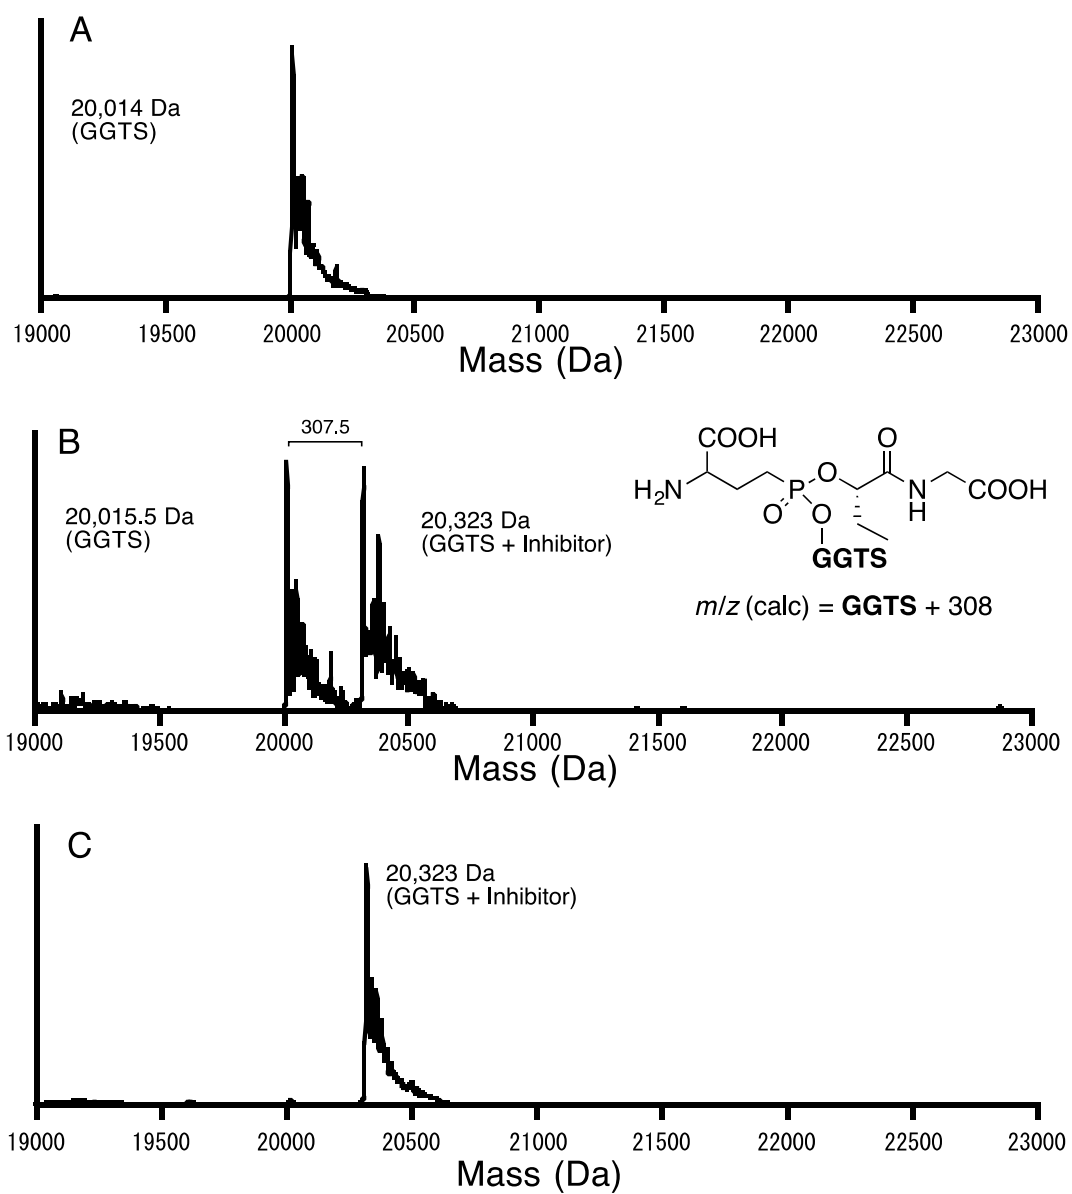 A
20,014 Da
(GGTS)
19000 19500 20000 20500 21000 21500 22000 22500 23000
Mass (Da)
B
307.5
20,015.5 Da
(GGTS)
20,323 Da
(GGTS + Inhibitor)
COOH
O
H2N
P
O
N
H
COOH
O
O
GGTS
m/z (calc) = GGTS + 308
19000 19500 20000 20500 21000 21500 22000 22500 23000
Mass (Da)
C
20,323 Da
(GGTS + Inhibitor)
19000 19500 20000 20500 21000 21500 22000 22500 23000
Mass (Da)